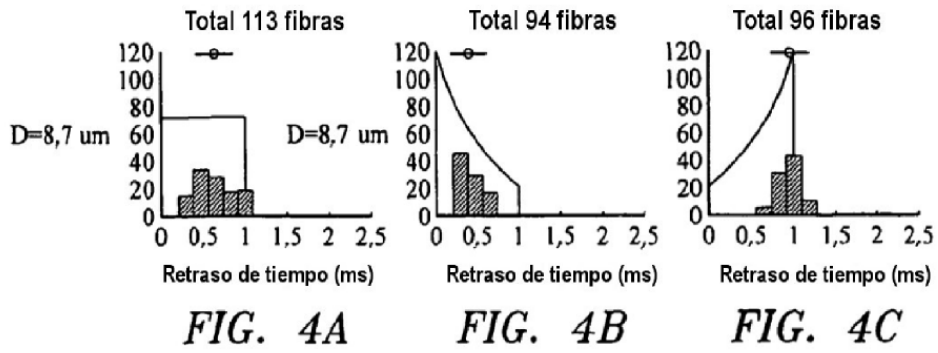 Total 113 fibras
Total 94 fibras
Total 96 fibras
120
100
80
60
40
20
0
D=8,7 um
0 0,5 1 1,5 2 2,5
Retraso de tiempo (ms)
FIG. 4A
120
100
80
60
40
20
0
D=8,7 um
0 0,5 1 1,5 2 2,5
Retraso de tiempo (ms)
FIG. 4B
120
100
80
60
40
20
0
0 0,5 1 1,5 2 2,5
Retraso de tiempo (ms)
FIG. 4C